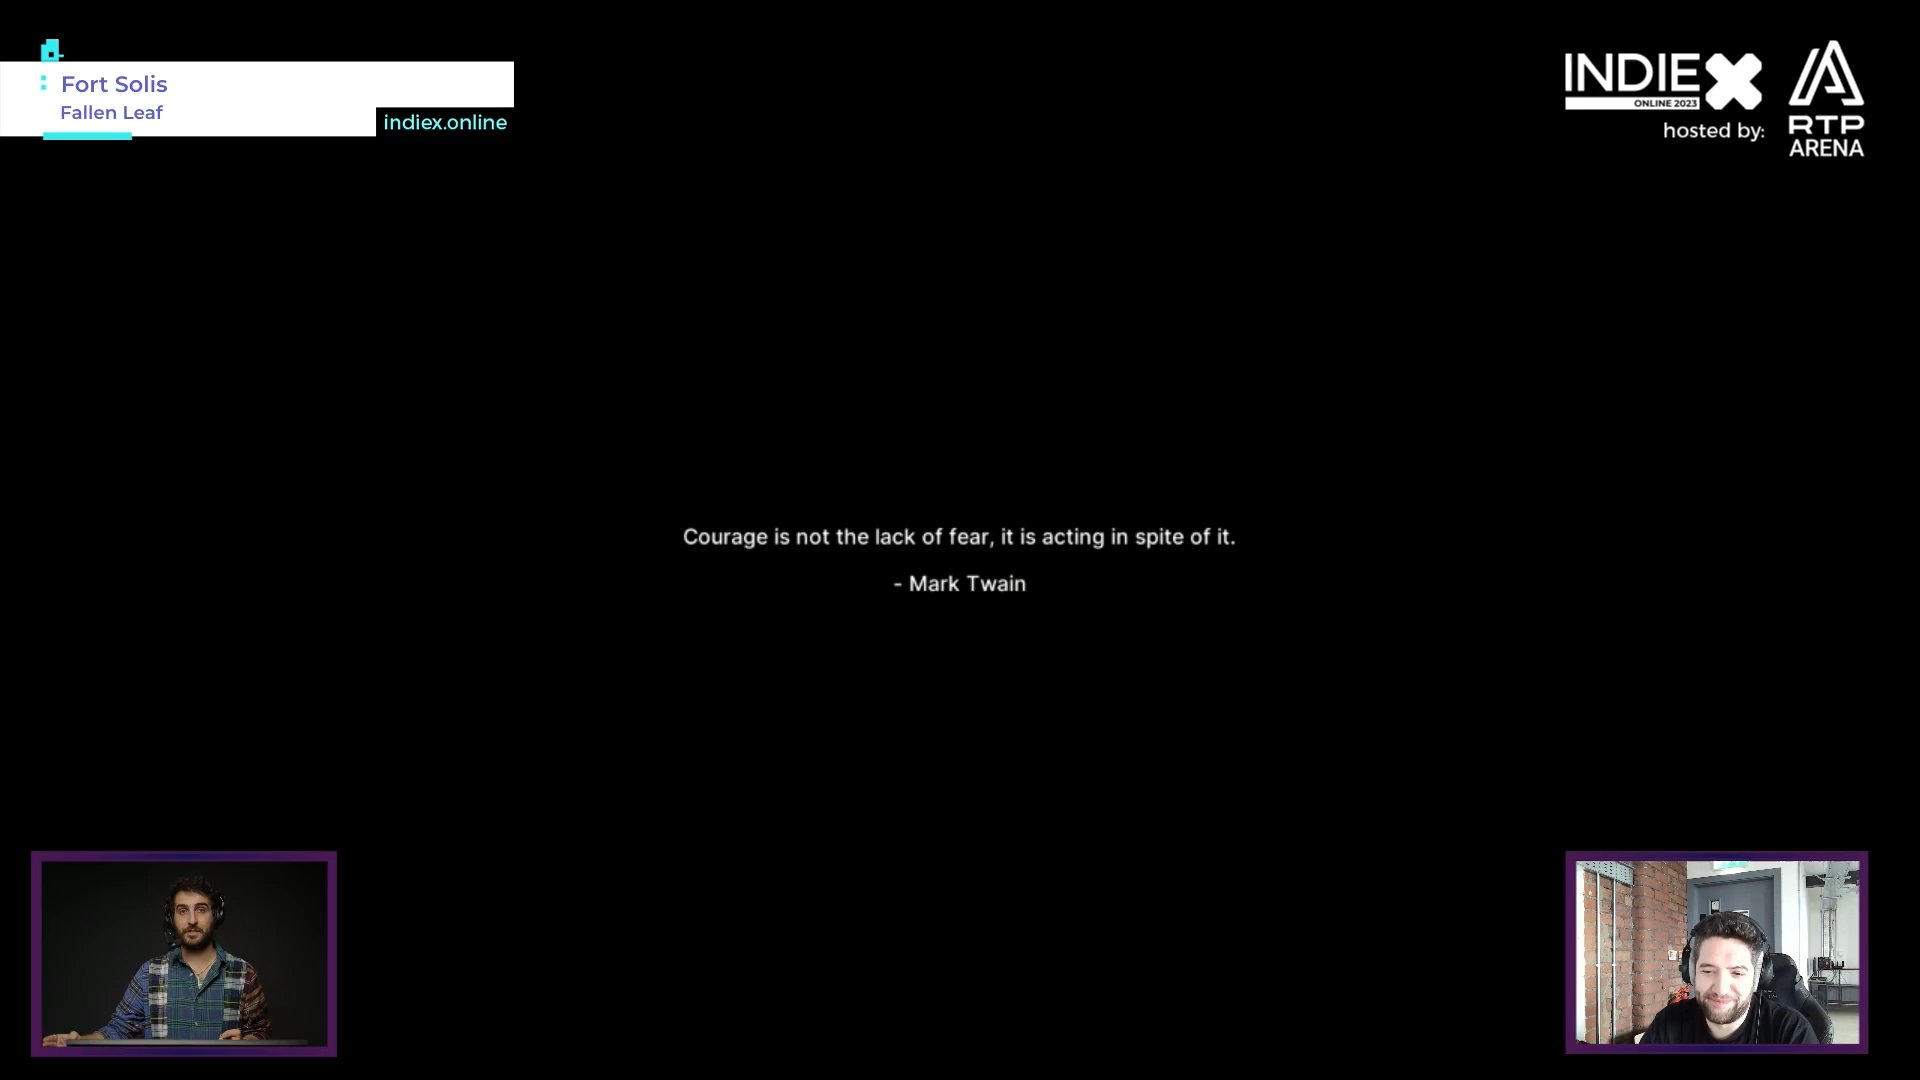 Fort Solis
Fallen Leaf
indiex.online
INDIEX
ONLINE 2023
hosted by:
RTP
ARENA
Courage is not the lack of fear, it is acting in spite of it.
- Mark Twain